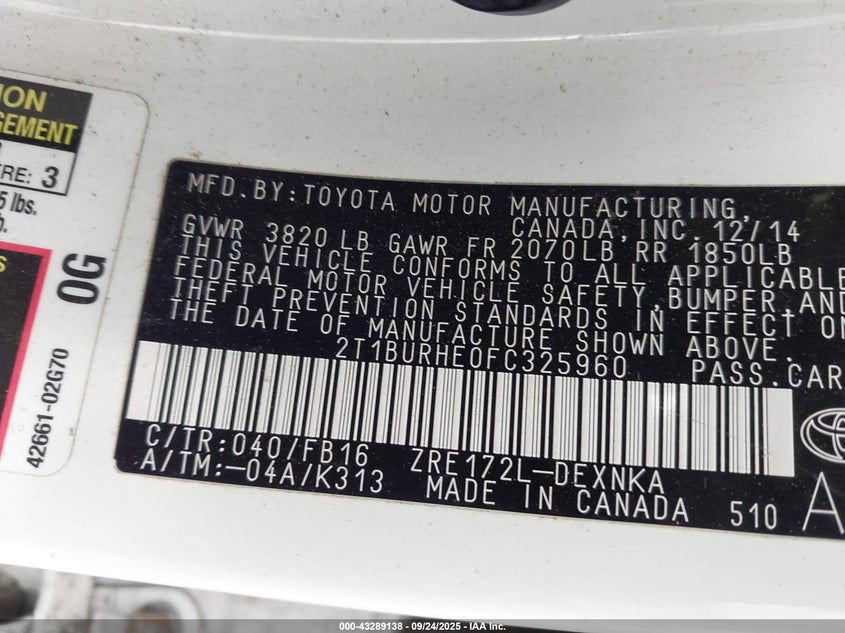 ION
GEMENT
RE: 3
5 lbs.
b.
S
0G
42661-02G70
MFD. BY: TOYOTA MOTOR MANUFACTURING,
CANADA, INC. 12/14
GVWR 3820 LB GAWR FR 2070LB RR 1850LB
THIS VEHICLE CONFORMS TO ALL APPLICABLE
FEDERAL MOTOR VEHICLE SAFETY, BUMPER AND
THEFT PREVENTION STANDARDS IN EFFECT ON
THE DATE OF MANUFACTURE SHOWN ABOVE.
2T1BURHE0FC325960 PASS.CAR
C/TR:040/FB16 ZRE172L-DEXNKA
A/TM:-04A/K313 MADE IN CANADA 510 A
000-43289138 - 09/24/2025 - IAA Inc.